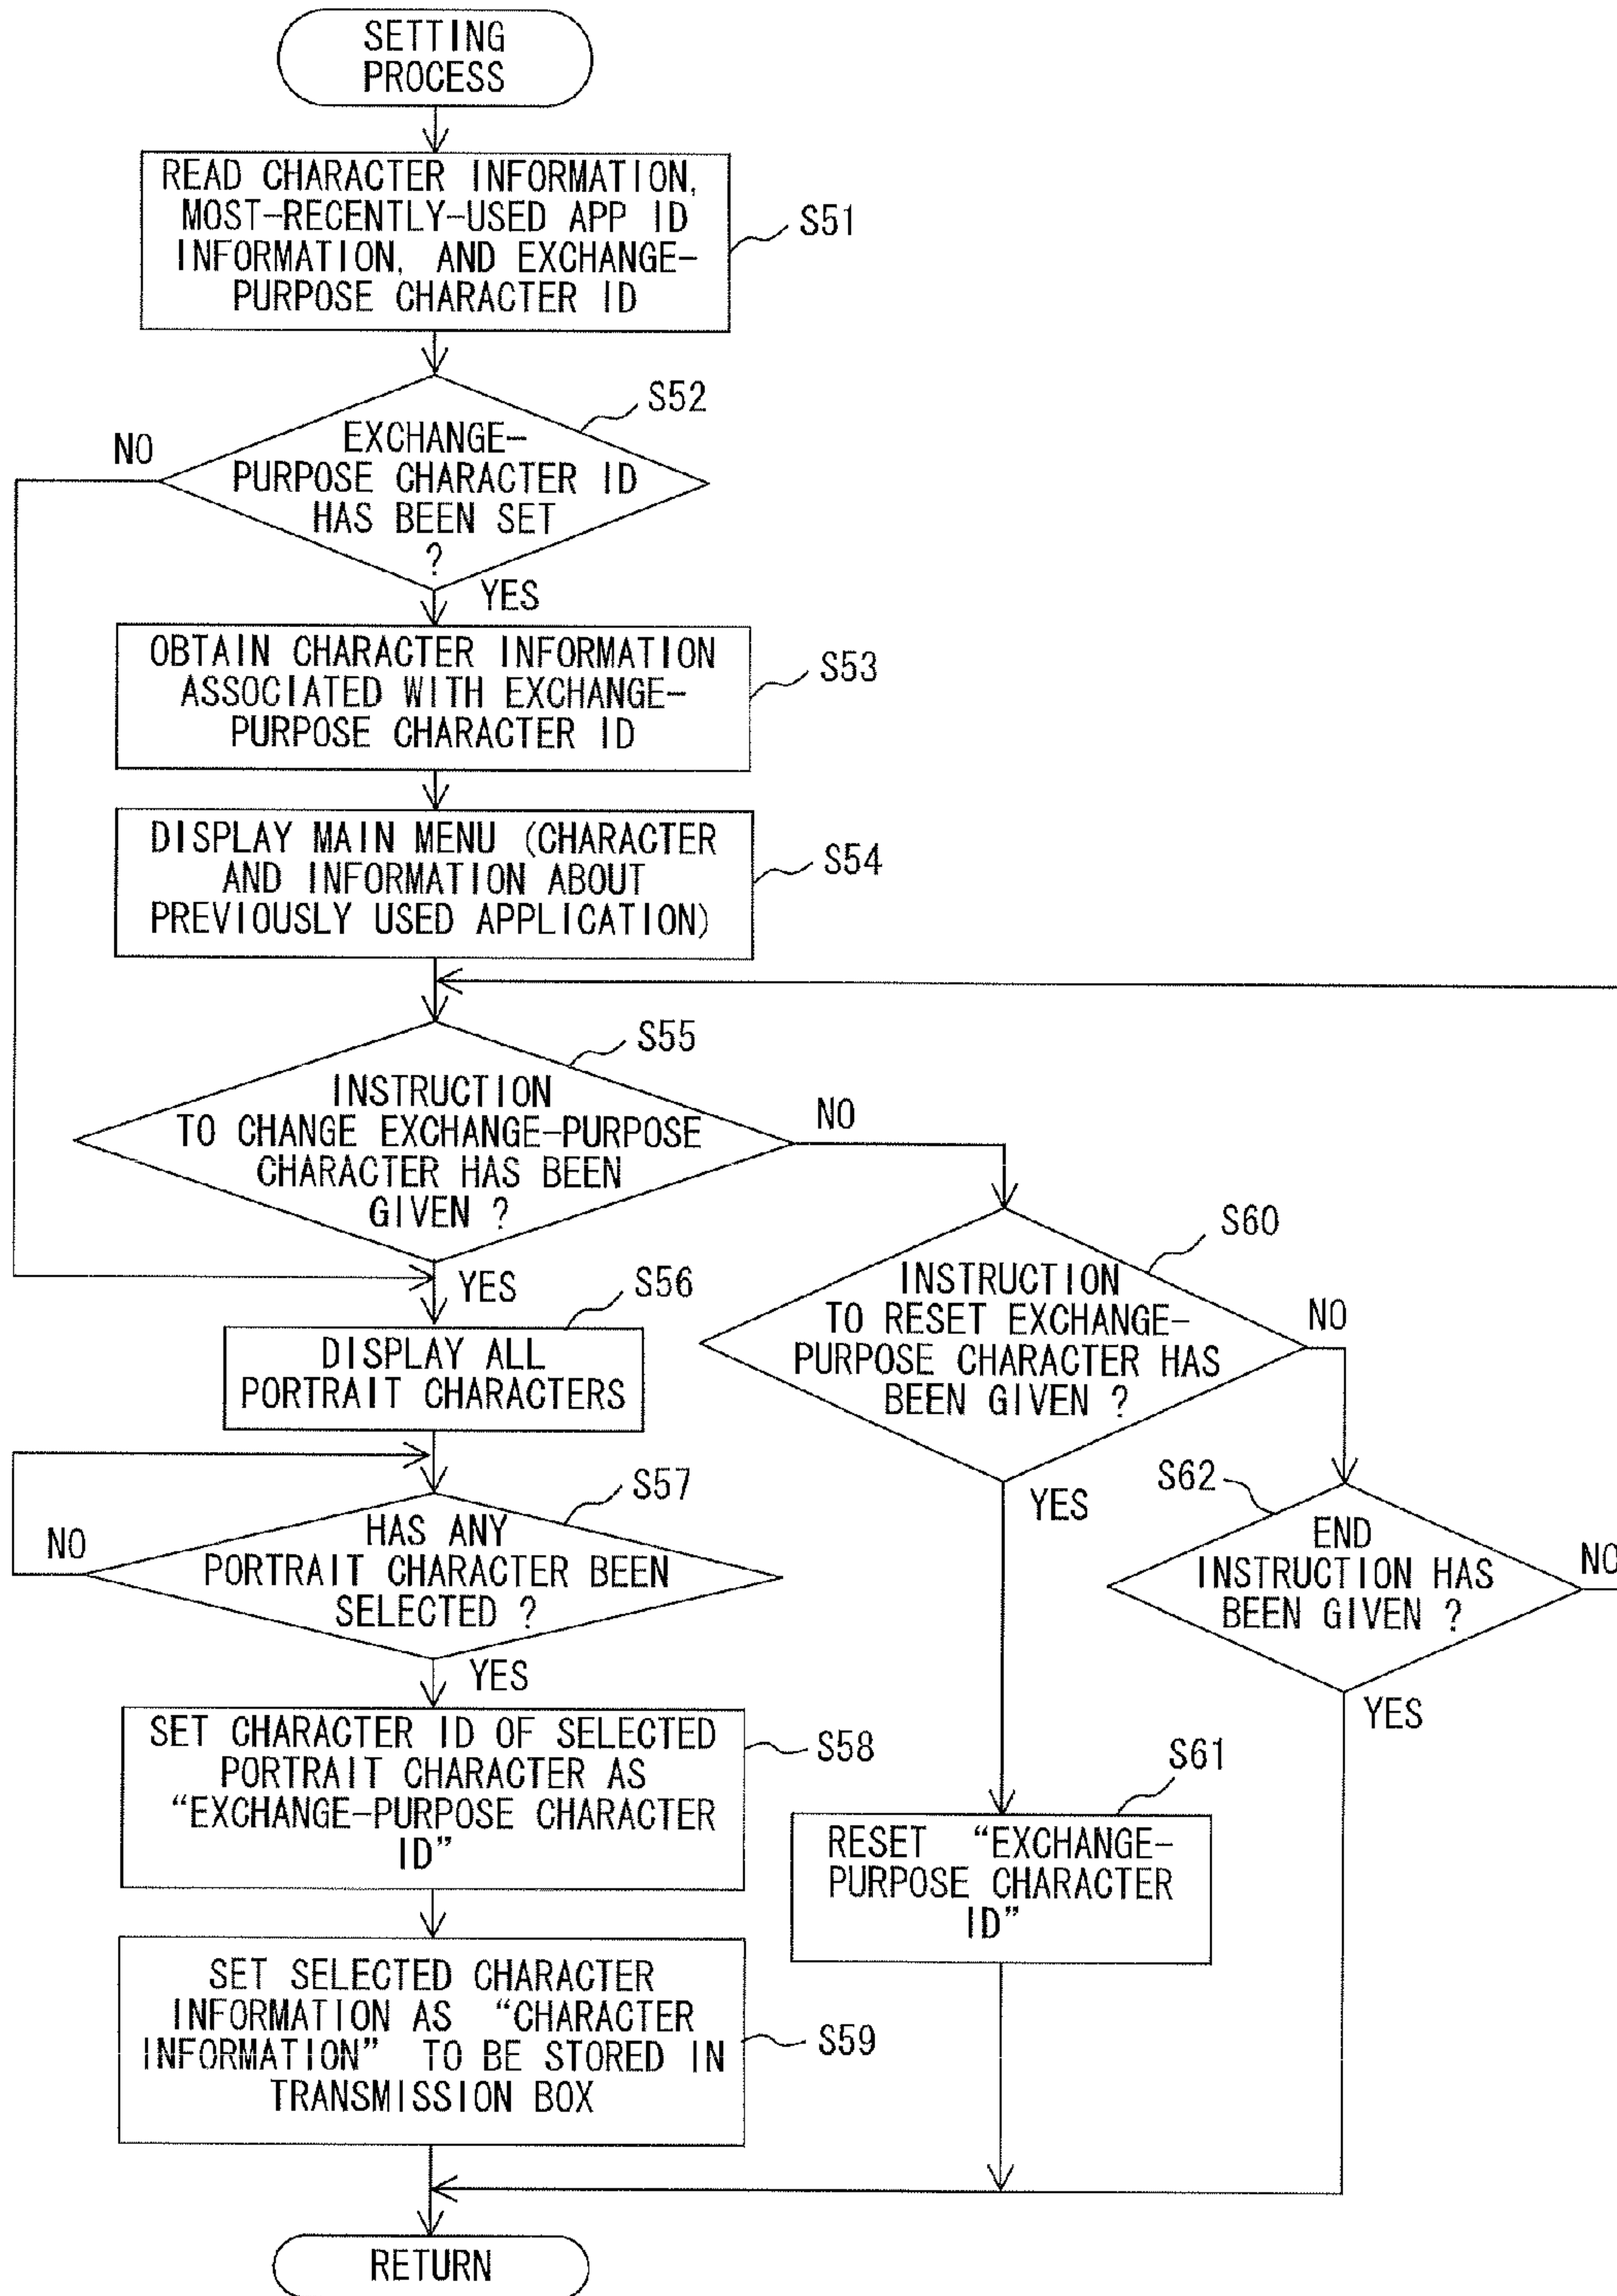 SETTING
PROCESS
READ CHARACTER INFORMATION,
MOST-RECENTLY-USED APP ID
INFORMATION, AND EXCHANGE-
PURPOSE CHARACTER ID
S51
S52
EXCHANGE-
PURPOSE CHARACTER ID
HAS BEEN SET
?
NO
YES
OBTAIN CHARACTER INFORMATION
ASSOCIATED WITH EXCHANGE-
PURPOSE CHARACTER ID
S53
DISPLAY MAIN MENU (CHARACTER
AND INFORMATION ABOUT
PREVIOUSLY USED APPLICATION)
S54
S55
INSTRUCTION
TO CHANGE EXCHANGE-PURPOSE
CHARACTER HAS BEEN
GIVEN ?
NO
YES
S56
DISPLAY ALL
PORTRAIT CHARACTERS
S57
HAS ANY
PORTRAIT CHARACTER BEEN
SELECTED ?
NO
YES
SET CHARACTER ID OF SELECTED
PORTRAIT CHARACTER AS
“EXCHANGE-PURPOSE CHARACTER
ID”
S58
SET SELECTED CHARACTER
INFORMATION AS “CHARACTER
INFORMATION” TO BE STORED IN
TRANSMISSION BOX
S59
S60
INSTRUCTION
TO RESET EXCHANGE-
PURPOSE CHARACTER HAS
BEEN GIVEN ?
NO
YES
S61
RESET “EXCHANGE-
PURPOSE CHARACTER
ID”
S62
END
INSTRUCTION HAS
BEEN GIVEN ?
NO
YES
RETURN